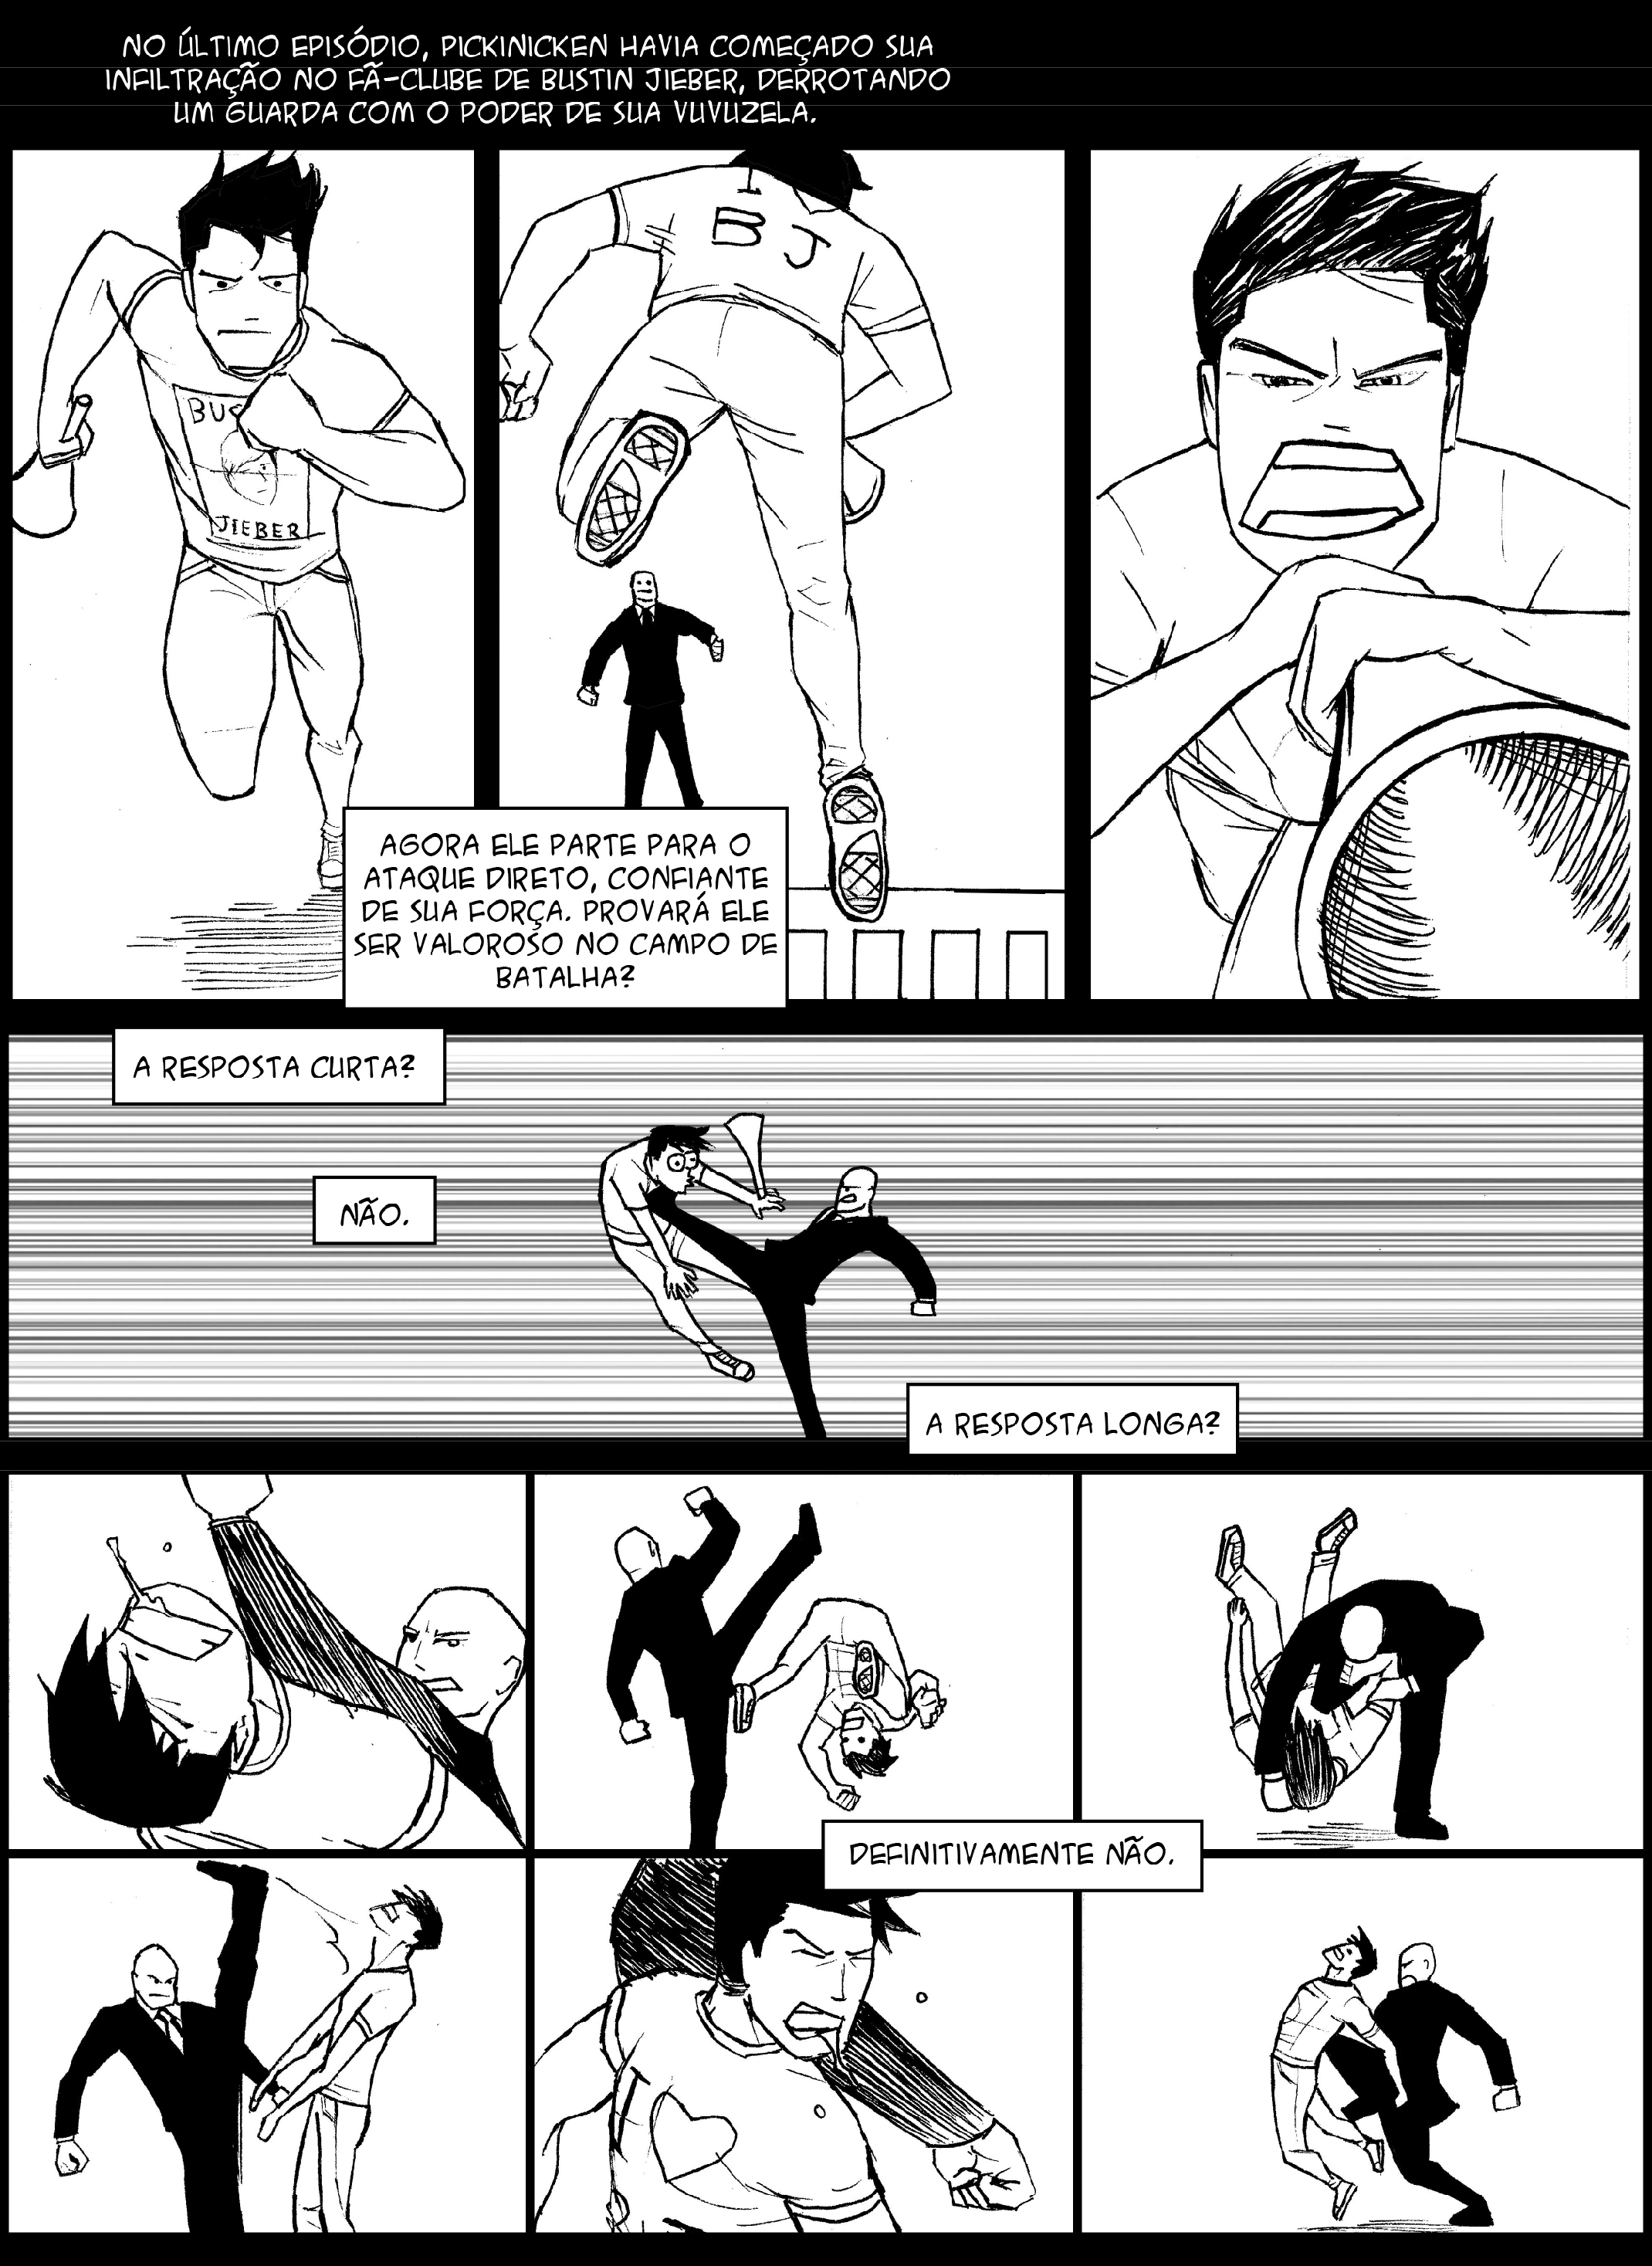 NO ÚLTIMO EPISÓDIO, PICKINICKEN HAVIA COMEÇADO SUA
INFILTRAÇÃO NO FÃ-CLUBE DE BUSTIN JIEBER, DERROTANDO
UM GUARDA COM O PODER DE SUA VUVUZELA.
BUS
JIEBER
I
BJ
AGORA ELE PARTE PARA O
ATAQUE DIRETO, CONFIANTE
DE SUA FORÇA. PROVARÁ ELE
SER VALOROSO NO CAMPO DE
BATALHA?
A RESPOSTA CURTA?
NÃO.
A RESPOSTA LONGA?
DEFINITIVAMENTE NÃO.